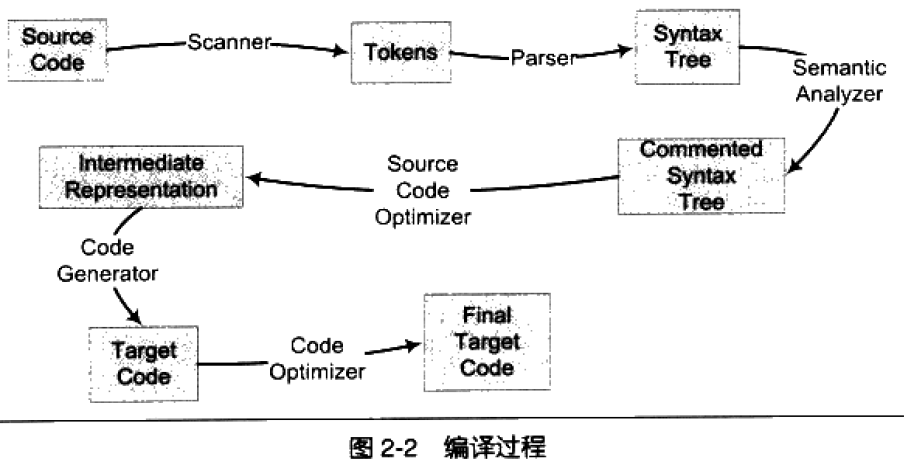 Source
Code
Scanner
Tokens
Parser
Syntax
Tree
Semantic
Analyzer
Commented
Syntax
Tree
Source
Code
Optimizer
Intermediate
Representation
Code
Generator
Target
Code
Code
Optimizer
Final
Target
Code
图 2-2 编译过程